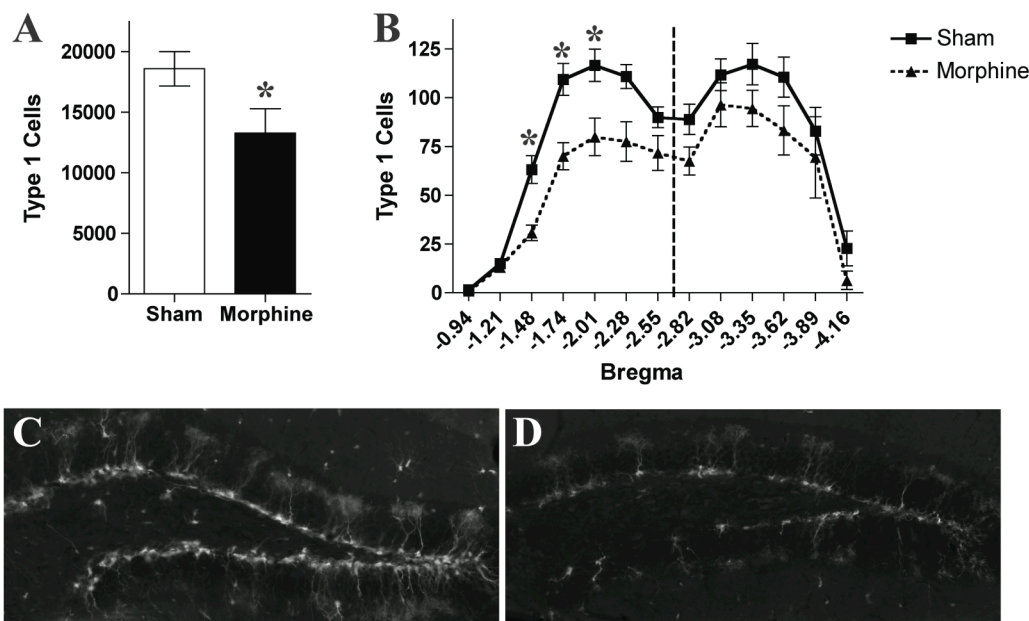 A
20000
15000
10000
5000
0
Type 1 Cells
*
Sham Morphine
B
125
100
75
50
25
0
Type 1 Cells
*
*
*
-0.94
-1.21
-1.48
-1.74
-2.01
-2.28
-2.55
-2.82
-3.08
-3.35
-3.62
-3.89
-4.16
Bregma
Sham
Morphine
C
D